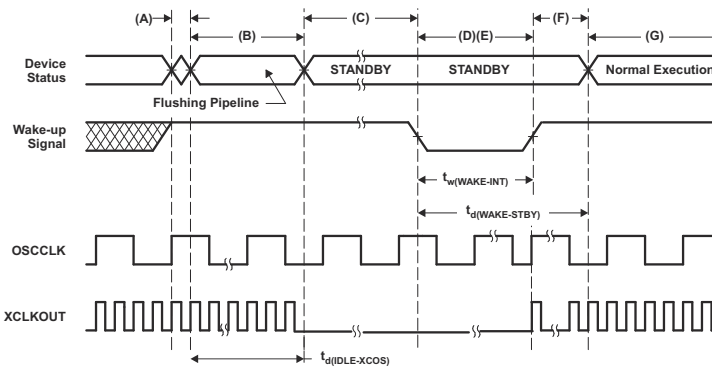 (A)
(B)
(C)
(D)(E)
(F)
(G)
Device Status
STANDBY
STANDBY
Normal Execution
Flushing Pipeline
Wake-up Signal
tw(WAKE-INT)
td(WAKE-STBY)
OSCCLK
XCLKOUT
td(IDLE-XCOS)